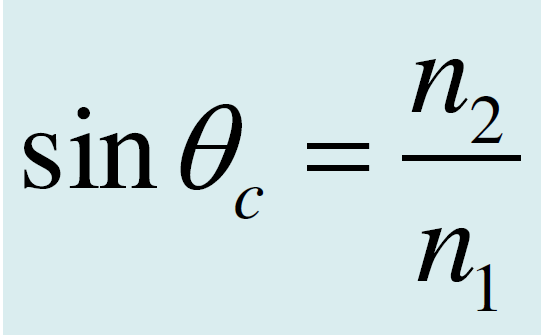 sin θ_c = n_2 / n_1